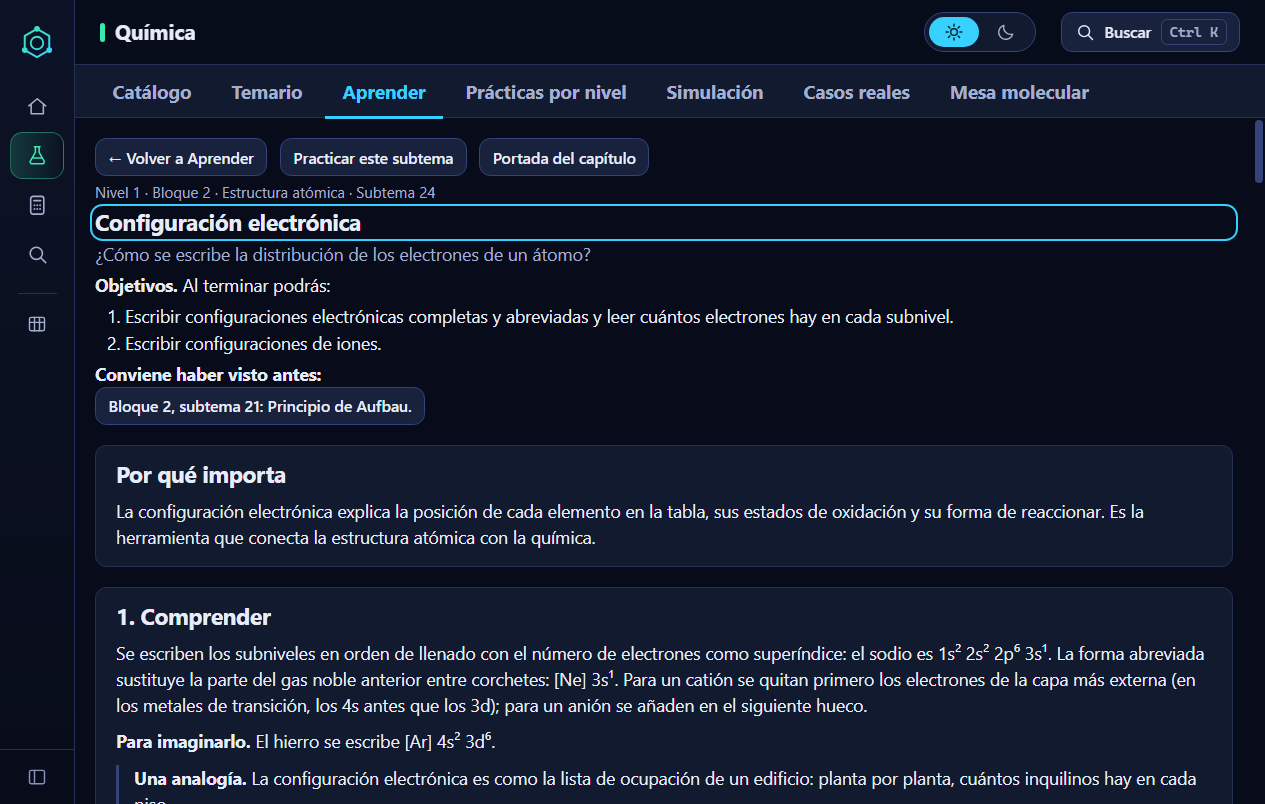 Química
Buscar Ctrl K
Catálogo Temario Aprender Prácticas por nivel Simulación Casos reales Mesa molecular
← Volver a Aprender Practicar este subtema Portada del capítulo
Nivel 1 · Bloque 2 · Estructura atómica · Subtema 24
Configuración electrónica
¿Cómo se escribe la distribución de los electrones de un átomo?
Objetivos. Al terminar podrás:
1. Escribir configuraciones electrónicas completas y abreviadas y leer cuántos electrones hay en cada subnivel.
2. Escribir configuraciones de iones.
Conviene haber visto antes:
Bloque 2, subtema 21: Principio de Aufbau.
Por qué importa
La configuración electrónica explica la posición de cada elemento en la tabla, sus estados de oxidación y su forma de reaccionar. Es la
herramienta que conecta la estructura atómica con la química.
1. Comprender
Se escriben los subniveles en orden de llenado con el número de electrones como superíndice: el sodio es 1s² 2s² 2p⁶ 3s¹. La forma abreviada
sustituye la parte del gas noble anterior entre corchetes: [Ne] 3s¹. Para un catión se quitan primero los electrones de la capa más externa (en
los metales de transición, los 4s antes que los 3d); para un anión se añaden en el siguiente hueco.
Para imaginarlo. El hierro se escribe [Ar] 4s² 3d⁶.
Una analogía. La configuración electrónica es como la lista de ocupación de un edificio: planta por planta, cuántos inquilinos hay en cada